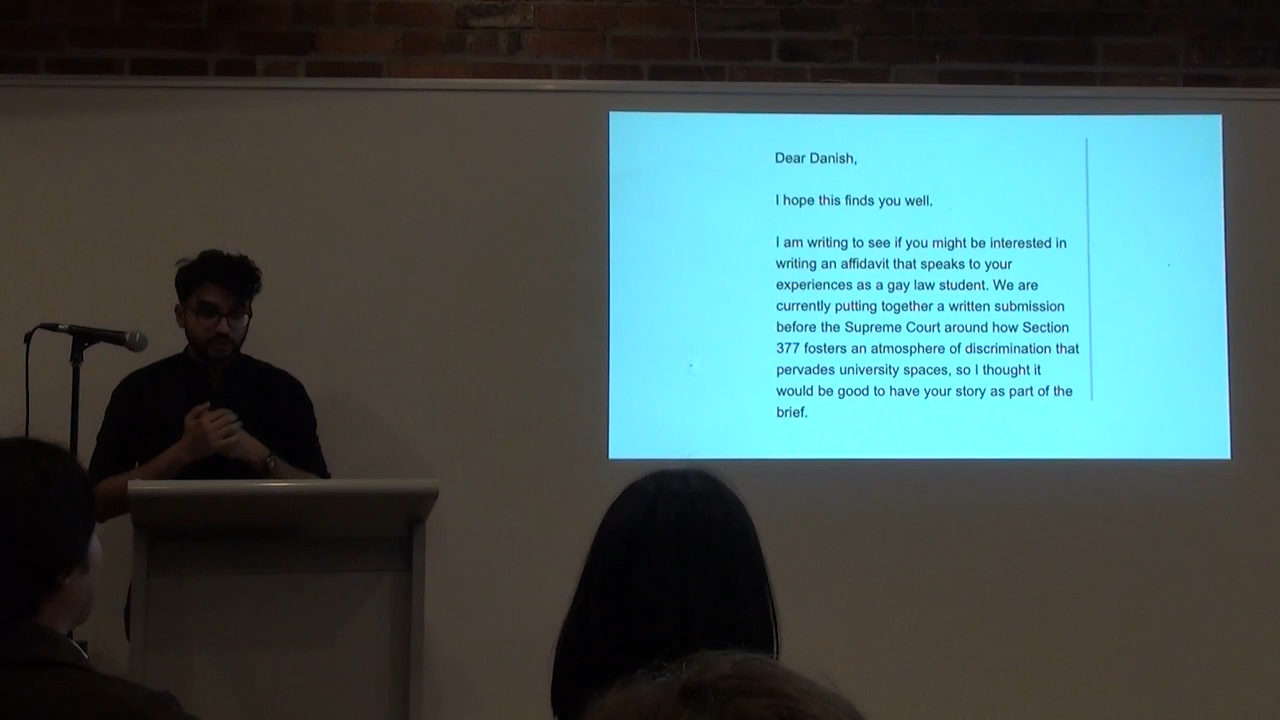 Dear Danish,
I hope this finds you well.
I am writing to see if you might be interested in
writing an affidavit that speaks to your
experiences as a gay law student. We are
currently putting together a written submission
before the Supreme Court around how Section
377 fosters an atmosphere of discrimination that
pervades university spaces, so I thought it
would be good to have your story as part of the
brief.